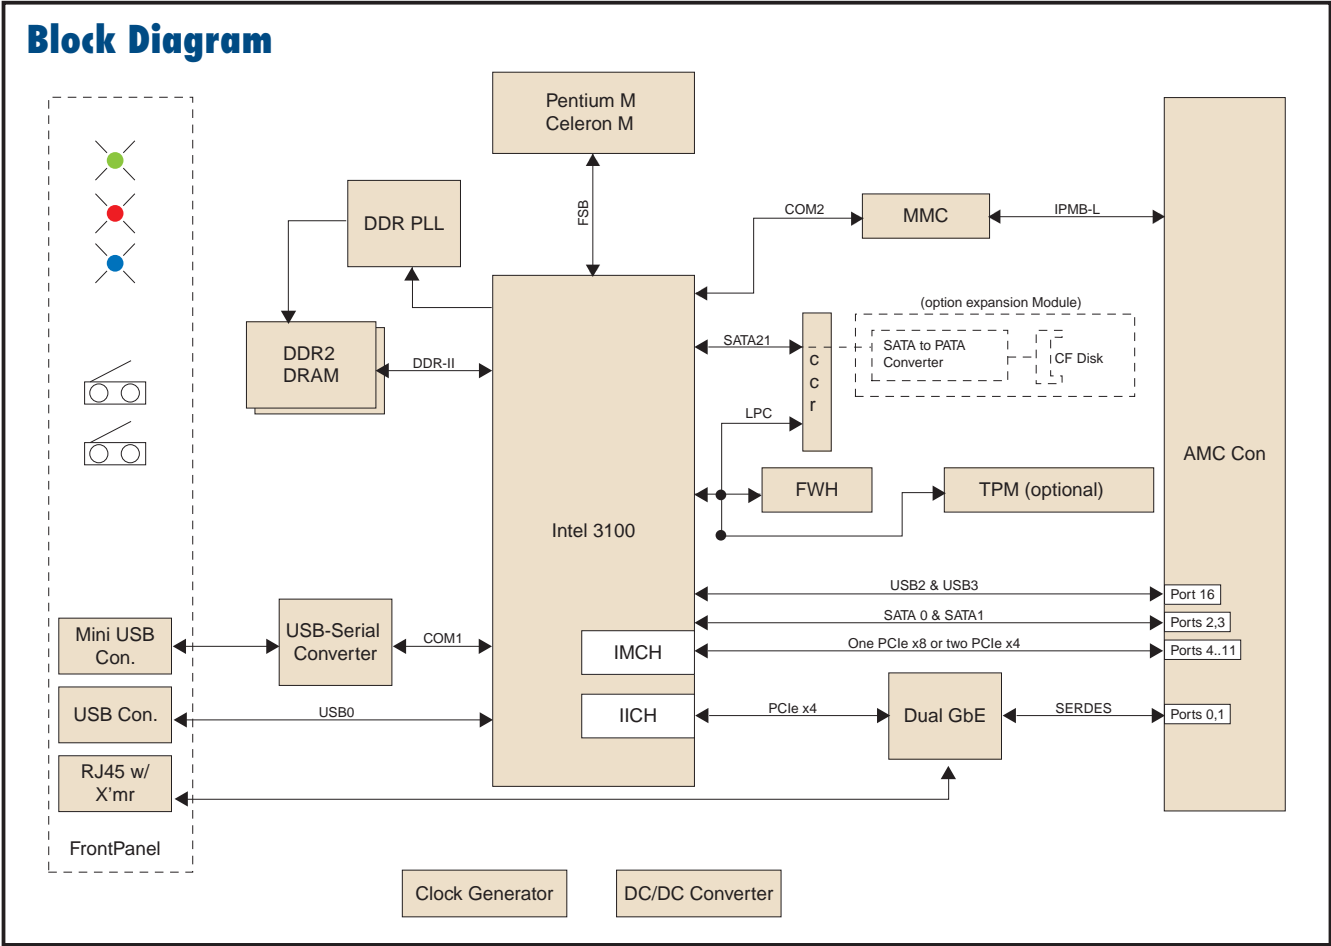 Block Diagram
Pentium M
Celeron M
FSB
DDR PLL
COM2
MMC
IPMB-L
(option expansion Module)
DDR2
DRAM
DDR-II
SATA21
c
c
r
SATA to PATA
Converter
CF Disk
LPC
AMC Con
FWH
TPM (optional)
Intel 3100
USB2 & USB3
Port 16
SATA 0 & SATA1
Ports 2,3
Mini USB
Con.
USB-Serial
Converter
COM1
IMCH
One PCIe x8 or two PCIe x4
Ports 4..11
USB Con.
USB0
IICH
PCIe x4
Dual GbE
SERDES
Ports 0,1
RJ45 w/
X'mr
FrontPanel
Clock Generator
DC/DC Converter